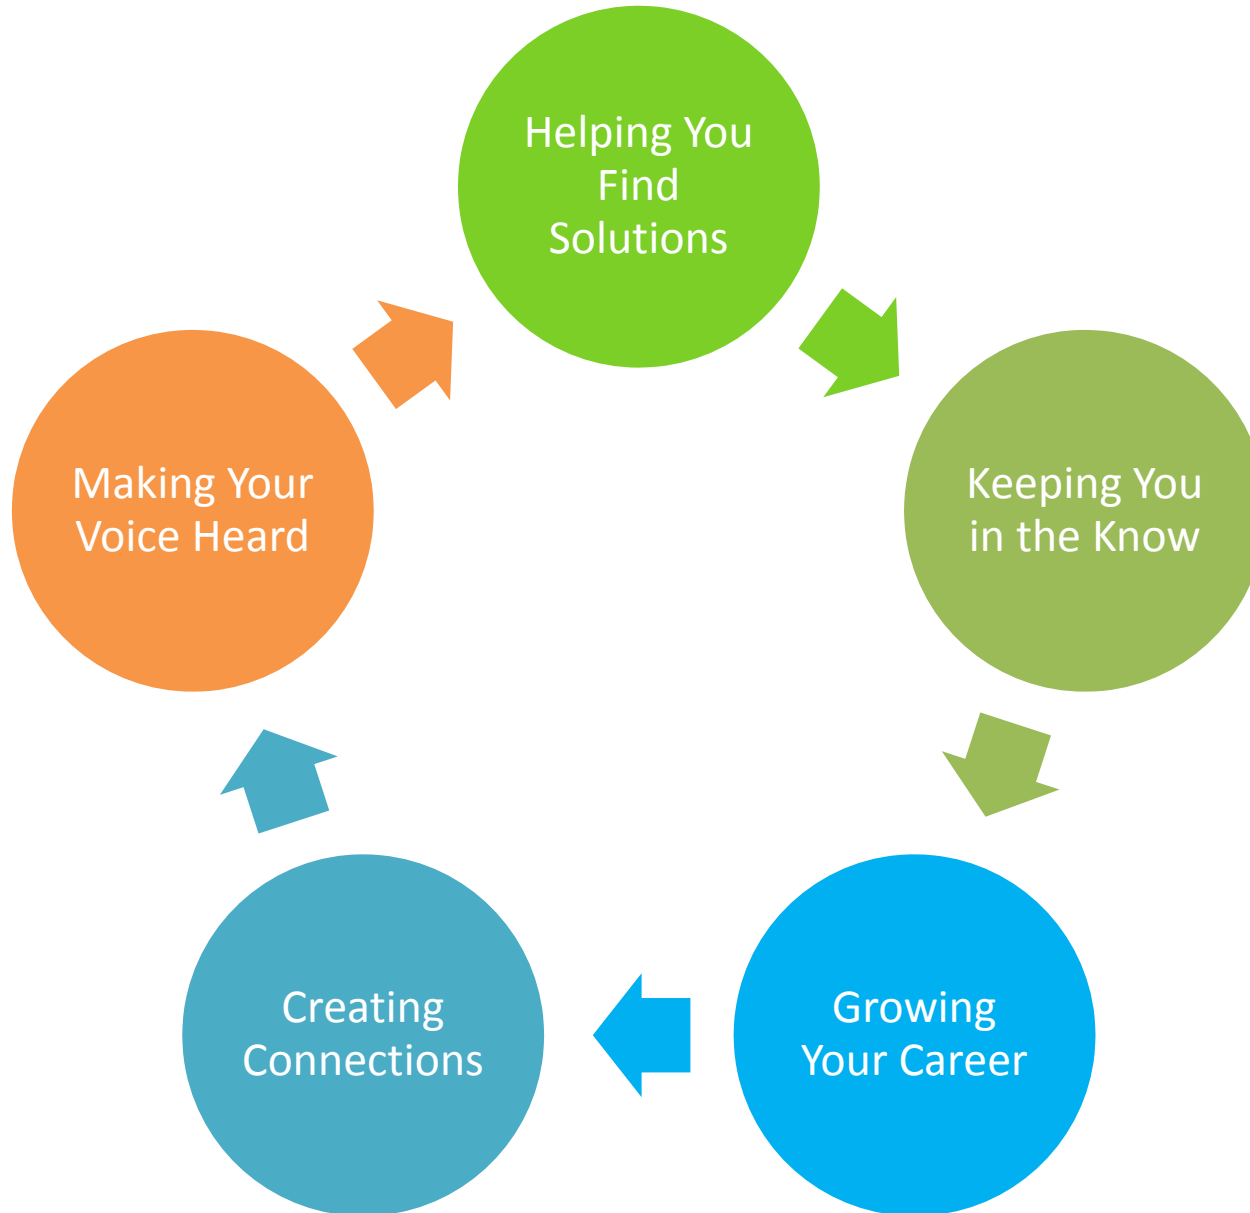 Helping You
Find
Solutions
Keeping You
in the Know
Growing
Your Career
Creating
Connections
Making Your
Voice Heard